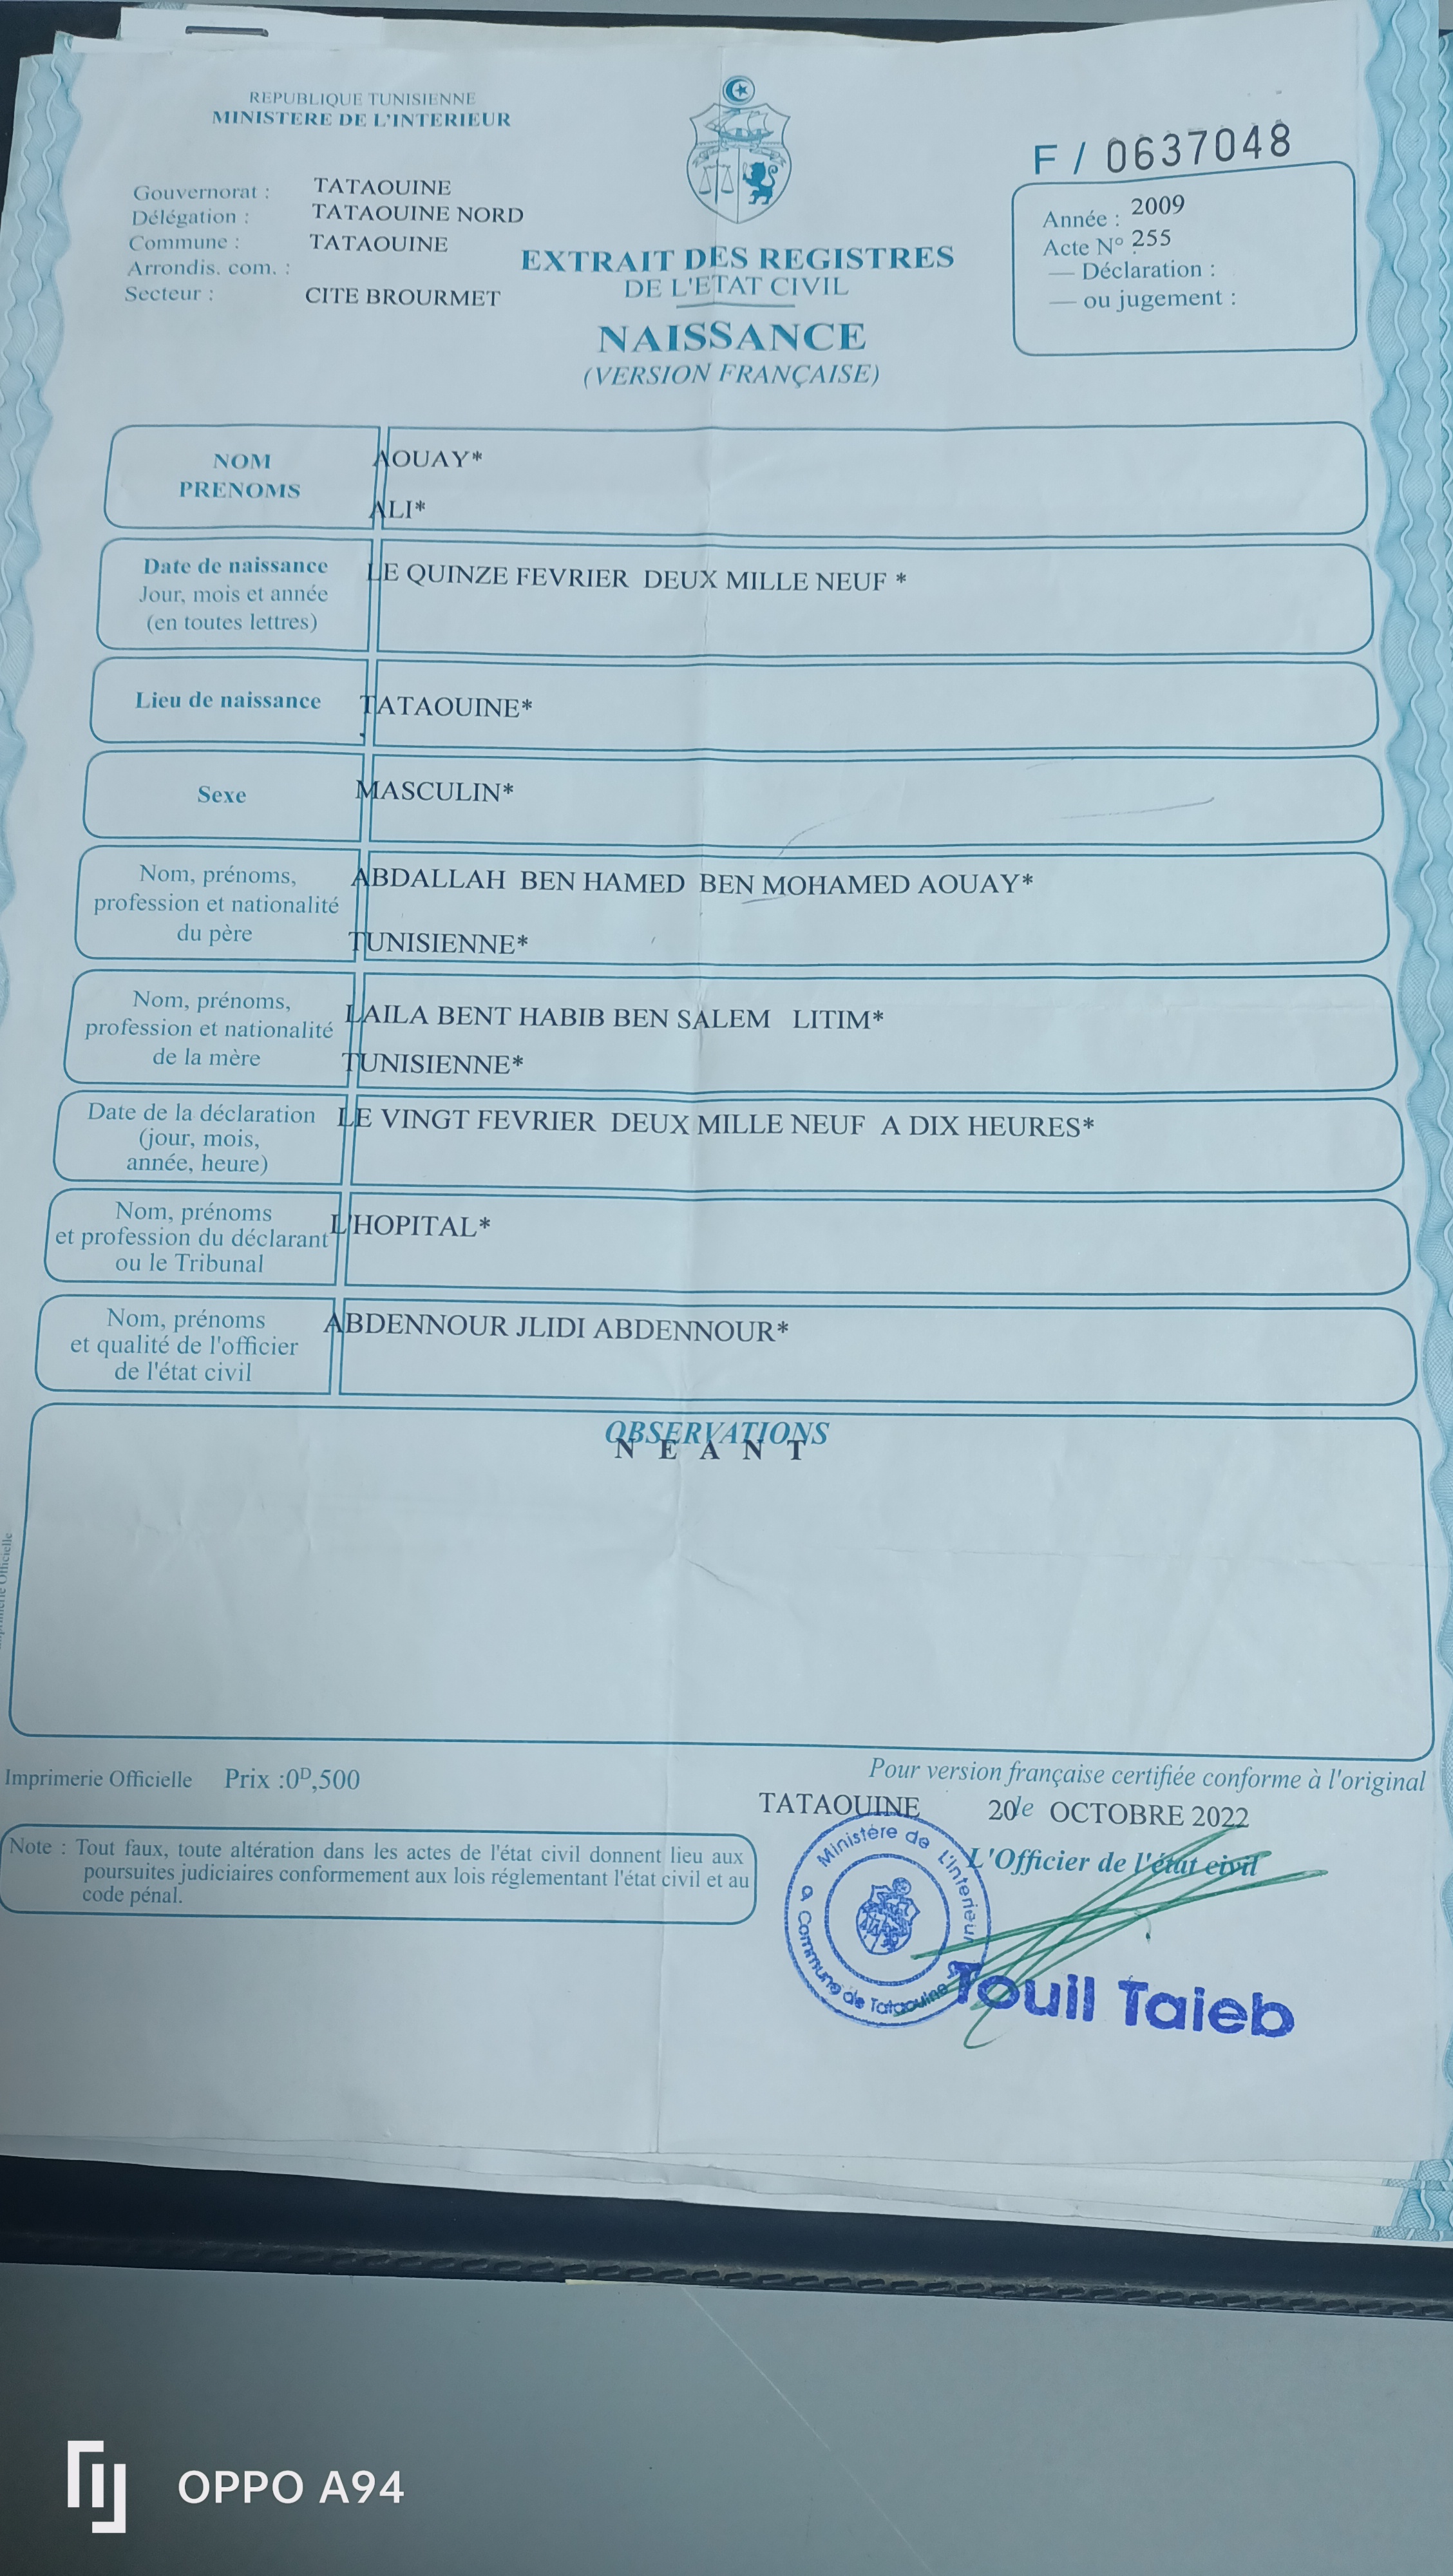 REPUBLIQUE TUNISIENNE
MINISTERE DE L'INTERIEUR
F / 0637048
Gouvernorat : TATAOUINE
Délégation : TATAOUINE NORD
Commune : TATAOUINE
Arrondis. com. :
Secteur : CITE BROURMET
EXTRAIT DES REGISTRES
DE L'ETAT CIVIL
NAISSANCE
(VERSION FRANÇAISE)
Année : 2009
Acte N° 255
— Déclaration :
— ou jugement :
NOM AOUAY*
PRENOMS ALI*
Date de naissance LE QUINZE FEVRIER DEUX MILLE NEUF *
Jour, mois et année
(en toutes lettres)
Lieu de naissance TATAOUINE*
Sexe MASCULIN*
Nom, prénoms, ABDALLAH BEN HAMED BEN MOHAMED AOUAY*
profession et nationalité
du père TUNISIENNE*
Nom, prénoms, LAILA BENT HABIB BEN SALEM LITIM*
profession et nationalité
de la mère TUNISIENNE*
Date de la déclaration LE VINGT FEVRIER DEUX MILLE NEUF A DIX HEURES*
(jour, mois,
année, heure)
Nom, prénoms L'HOPITAL*
et profession du déclarant
ou le Tribunal
Nom, prénoms ABDENNOUR JLIDI ABDENNOUR*
et qualité de l'officier
de l'état civil
OBSERVATIONS
N E A N T
Imprimerie Officielle Prix :0ᴰ,500
Pour version française certifiée conforme à l'original
TATAOUINE 20 le OCTOBRE 2022
L'Officier de l'état civil
Note : Tout faux, toute altération dans les actes de l'état civil donnent lieu aux
poursuites judiciaires conformement aux lois réglementant l'état civil et au
code pénal.
Ministère de L'Interieur
Commune de Tataouine
Touil Taieb
Officielle
OPPO A94